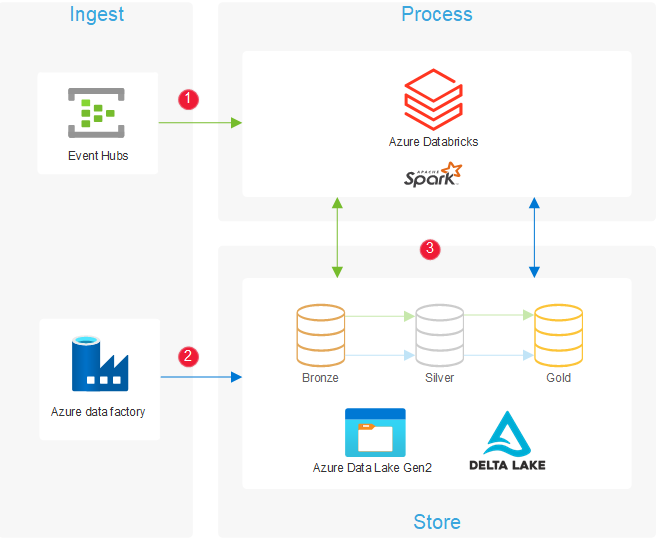 Ingest
Process
1
Event Hubs
Azure Databricks
APACHE
Spark
3
2
Azure data factory
Bronze
Silver
Gold
Azure Data Lake Gen2
DELTA LAKE
Store